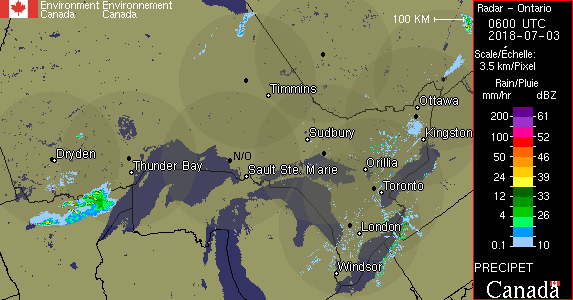 Environment Environnement
Canada Canada
100 KM
Timmins
Ottawa
Sudbury
Kingston
Dryden
N/O
Thunder Bay
Sault Ste. Marie
Orillia
Toronto
London
Windsor
Radar - Ontario
0600 UTC
2018-07-03
Scale/Échelle:
3.5 km/Pixel
Rain/Pluie
mm/hr dBZ
200 61
100 52
50 46
24 39
12 33
4 26
0.1 10
PRECIPET
Canada